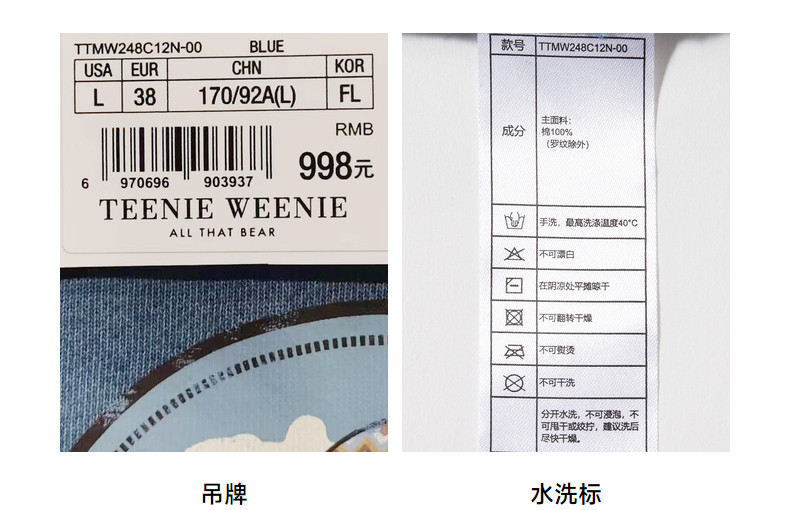 TTMW248C12N-00 BLUE
USA EUR CHN KOR
L 38 170/92A(L) FL
RMB
998元
6 970696 903937
TEENIE WEENIE
ALL THAT BEAR
吊牌
款号 TTMW248C12N-00
成分
主面料：
棉100%
（罗纹除外）
手洗，最高洗涤温度40°C
不可漂白
在阴凉处平摊晾干
不可翻转干燥
不可熨烫
不可干洗
分开水洗，不可浸泡，不
可甩干或绞拧，建议洗后
尽快干燥。
水洗标